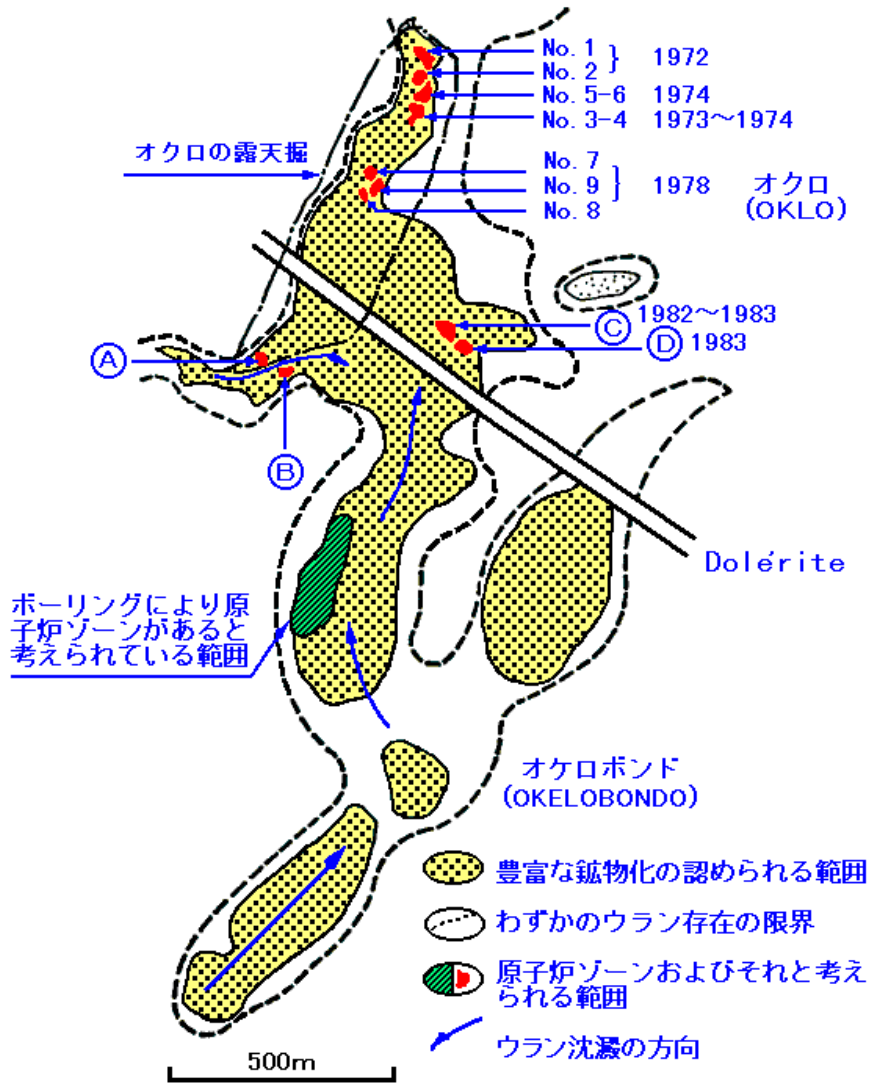 No.1
No.2
} 1972
No.5-6 1974
No.3-4 1973～1974
オクロの露天掘
No.7
No.9
No.8
} 1978
オクロ
(OKLO)
1982～1983
Ⓒ
Ⓓ 1983
Ⓐ
Ⓑ
Dolérite
ボーリングにより原
子炉ゾーンがあると
考えられている範囲
オケロボンド
(OKELOBONDO)
豊富な鉱物化の認められる範囲
わずかのウラン存在の限界
原子炉ゾーンおよびそれと考え
られる範囲
ウラン沈澱の方向
500m